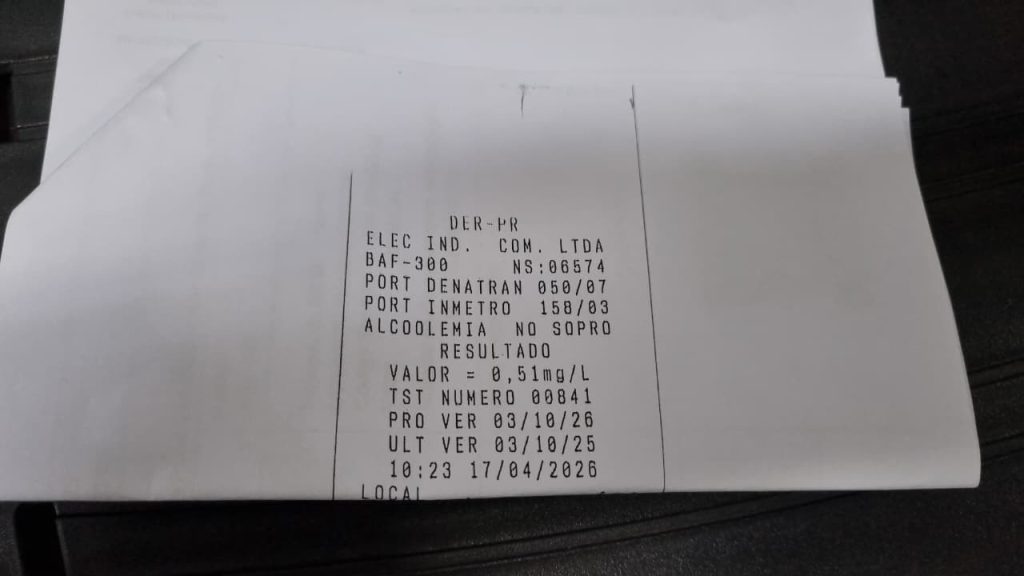 DER-PR
ELEC IND. COM. LTDA
BAF-300 NS:06574
PORT DENATRAN 050/07
PORT INMETRO 158/03
ALCOOLEMIA NO SOPRO
RESULTADO
VALOR = 0,51mg/L
TST NUMERO 00841
PRO VER 03/10/26
ULT VER 03/10/25
10:23 17/04/2026
LOCAL